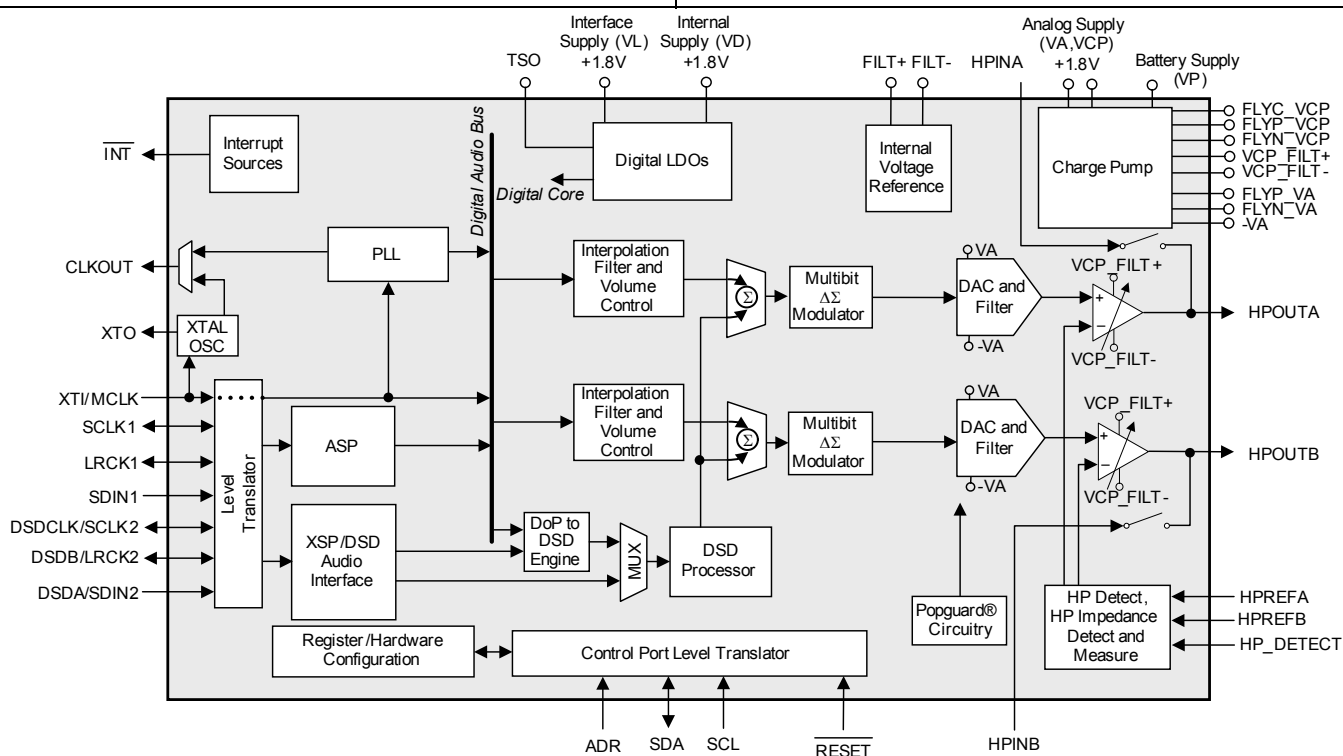 Interface
Supply (VL)
+1.8V
Internal
Supply (VD)
+1.8V
Analog Supply
(VA,VCP)
+1.8V
TSO
FILT+ FILT-
HPINA
Battery Supply
(VP)
INT
Interrupt
Sources
Digital Audio Bus
Digital LDOs
Digital Core
Internal
Voltage
Reference
Charge Pump
FLYC_VCP
FLYP_VCP
FLYN_VCP
VCP_FILT+
VCP_FILT-
FLYP_VA
FLYN_VA
-VA
CLKOUT
PLL
Interpolation
Filter and
Volume
Control
Σ
Multibit
ΔΣ
Modulator
VA
DAC and
Filter
-VA
VCP_FILT+
+
−
VCP_FILT-
HPOUTA
XTO
XTAL
OSC
XTI/MCLK
SCLK1
LRCK1
SDIN1
DSDCLK/SCLK2
DSDB/LRCK2
DSDA/SDIN2
Level
Translator
ASP
XSP/DSD
Audio
Interface
Interpolation
Filter and
Volume
Control
Σ
Multibit
ΔΣ
Modulator
VA
DAC and
Filter
-VA
VCP_FILT+
+
−
VCP_FILT-
HPOUTB
DoP to
DSD
Engine
MUX
DSD
Processor
Popguard®
Circuitry
HP Detect,
HP Impedance
Detect and
Measure
HPREFA
HPREFB
HP_DETECT
Register/Hardware
Configuration
Control Port Level Translator
ADR
SDA
SCL
RESET
HPINB